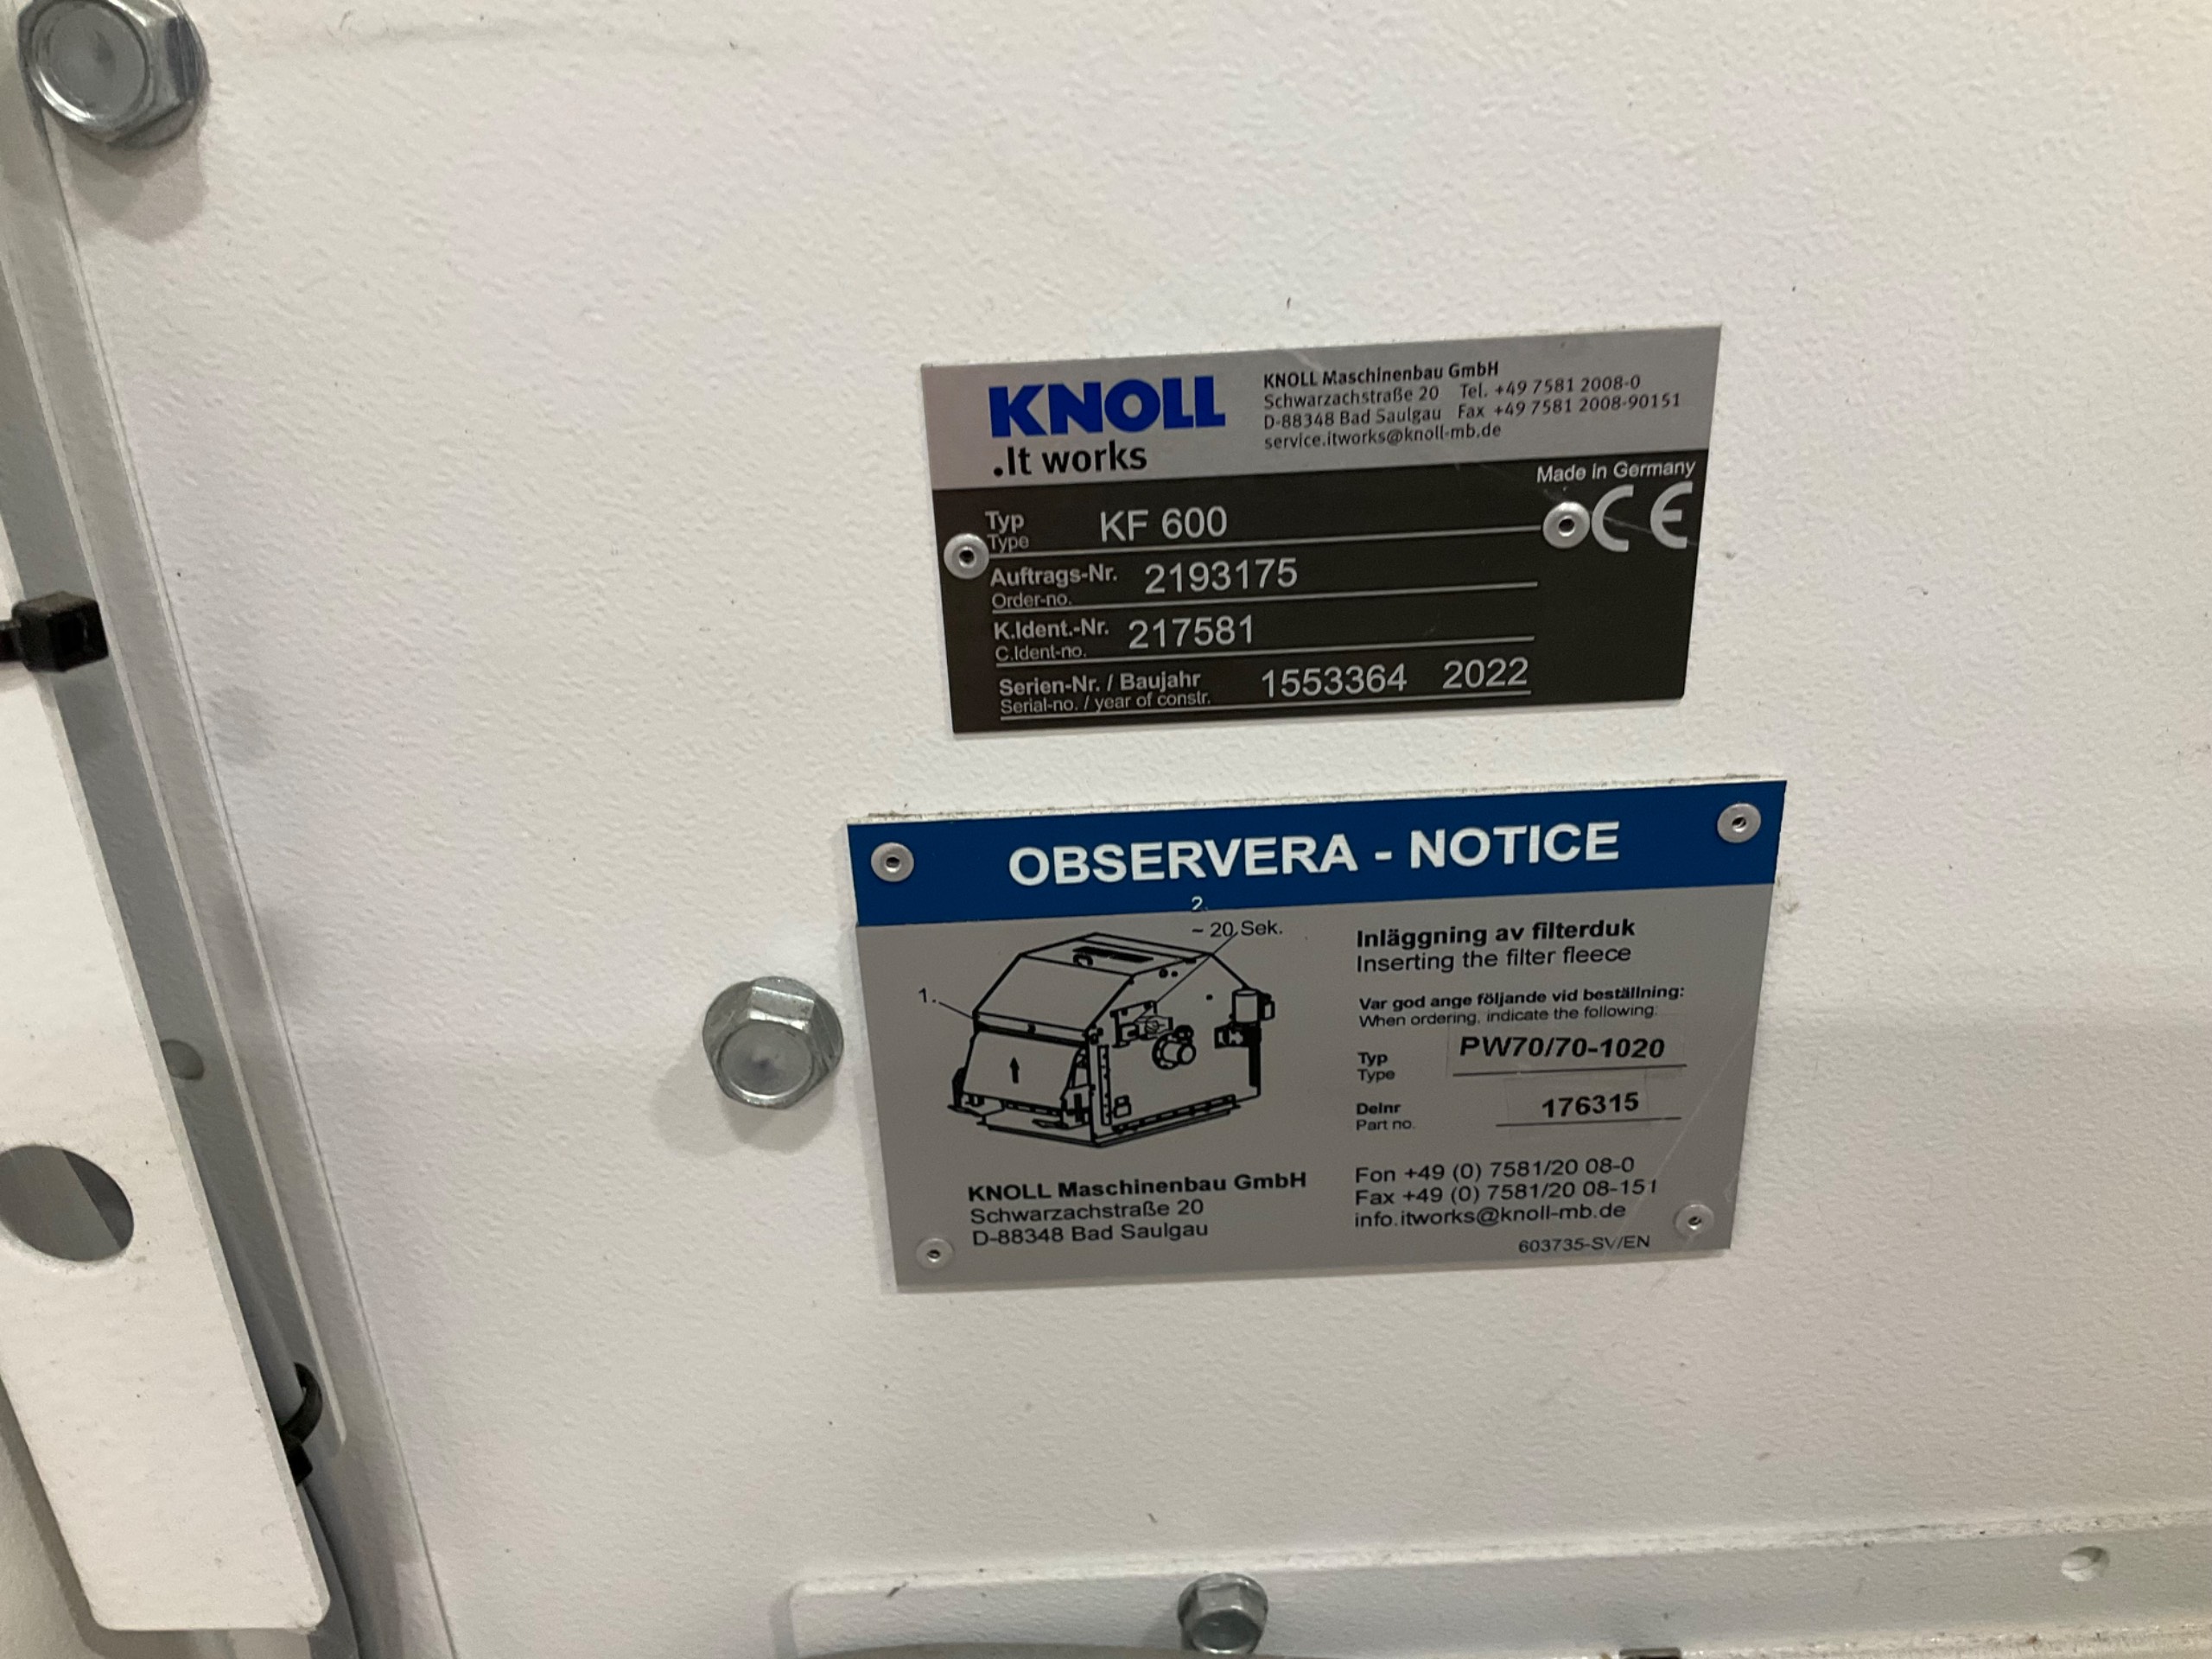 KNOLL
.It works
KNOLL Maschinenbau GmbH
Schwarzachstraße 20 Tel. +49 7581 2008-0
D-88348 Bad Saulgau Fax +49 7581 2008-90151
service.itworks@knoll-mb.de
Made in Germany
CE
Typ
Type
KF 600
Auftrags-Nr.
Order-no.
2193175
K.Ident.-Nr.
C.Ident-no.
217581
Serien-Nr. / Baujahr
Serial-no. / year of constr.
1553364 2022
OBSERVERA - NOTICE
2.
~ 20 Sek.
1.
Inläggning av filterduk
Inserting the filter fleece
Var god ange följande vid beställning:
When ordering, indicate the following:
Typ
Type
PW70/70-1020
Delnr
Part no.
176315
KNOLL Maschinenbau GmbH
Schwarzachstraße 20
D-88348 Bad Saulgau
Fon +49 (0) 7581/20 08-0
Fax +49 (0) 7581/20 08-151
info.itworks@knoll-mb.de
603735-SV/EN